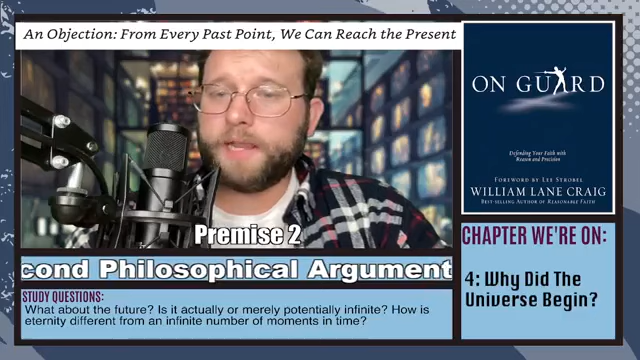 An Objection: From Every Past Point, We Can Reach the Present
Premise 2
cond Philosophical Argument
STUDY QUESTIONS:
What about the future? Is it actually or merely potentially infinite? How is
eternity different from an infinite number of moments in time?
ON GUARD
Defending Your Faith with
Reason and Precision
FOREWORD BY LEE STROBEL
WILLIAM LANE CRAIG
BEST-SELLING AUTHOR OF REASONABLE FAITH
CHAPTER WE'RE ON:
4: Why Did The
Universe Begin?